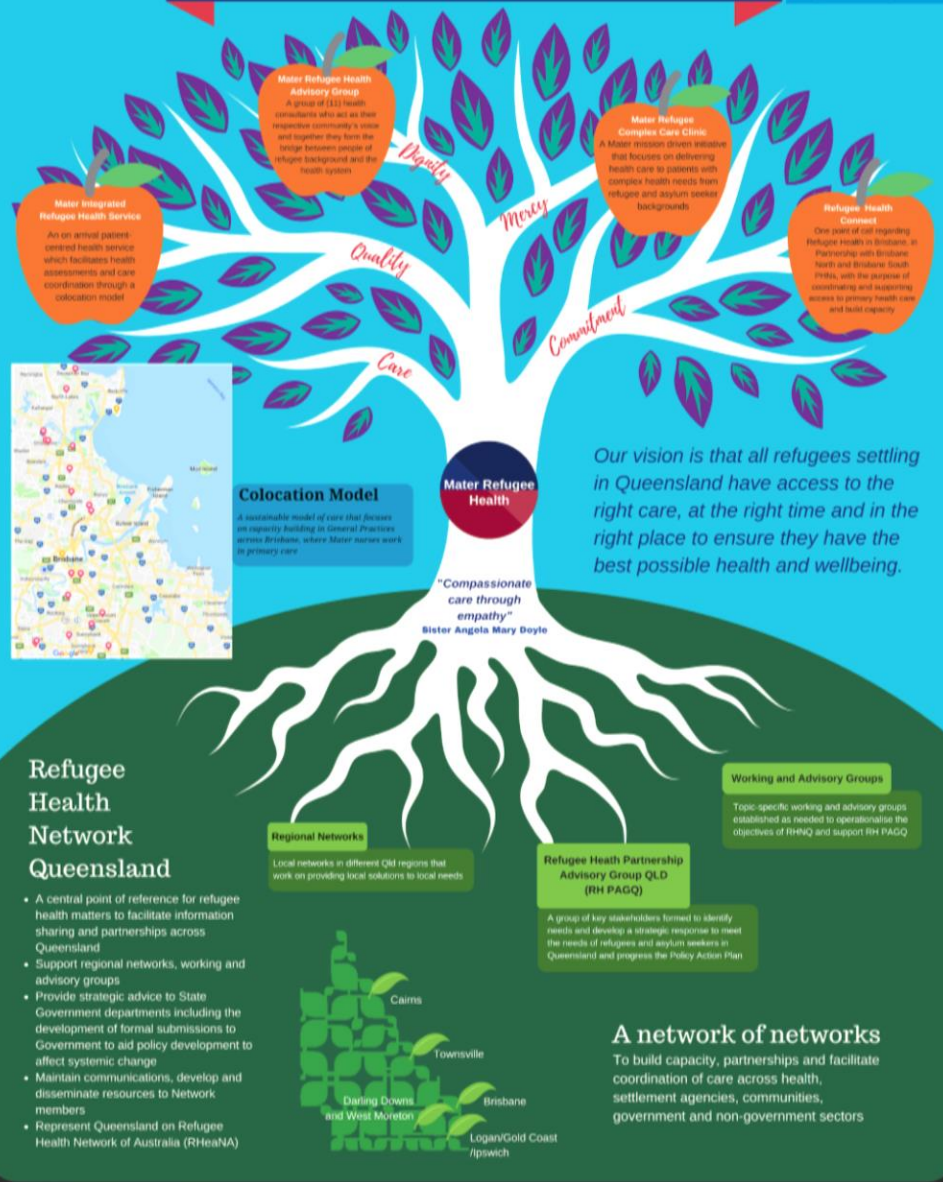 Mater Refugee Health
Advisory Group
A group of (11) health
consultants who act as their
respective community's voice
and together they form the
bridge between people of
refugee background and the
health system
Mater Refugee
Complex Care Clinic
A Mater mission driven initiative
that focuses on delivering
health care to patients with
complex health needs from
refugee and asylum seeker
backgrounds
Mater Integrated
Refugee Health Service
An on arrival patient-
centred health service
which facilitates health
assessments and care
coordination through a
colocation model
Refugee Health
Connect
One point of call regarding
Refugee Health in Brisbane, in
Partnership with Brisbane
North and Brisbane South
PHNs, with the purpose of
coordinating and supporting
access to primary health care
and build capacity
Dignity
Mercy
Quality
Commitment
Care
Brisbane
Google
Colocation Model
A sustainable model of care that focuses
on capacity building in General Practices
across Brisbane, where Mater nurses work
in primary care
Mater Refugee
Health
Our vision is that all refugees settling
in Queensland have access to the
right care, at the right time and in the
right place to ensure they have the
best possible health and wellbeing.
"Compassionate
care through
empathy"
Sister Angela Mary Doyle
Refugee
Health
Network
Queensland
• A central point of reference for refugee
health matters to facilitate information
sharing and partnerships across
Queensland
• Support regional networks, working and
advisory groups
• Provide strategic advice to State
Government departments including the
development of formal submissions to
Government to aid policy development to
affect systemic change
• Maintain communications, develop and
disseminate resources to Network
members
• Represent Queensland on Refugee
Health Network of Australia (RHeaNA)
Regional Networks
Local networks in different Qld regions that
work on providing local solutions to local needs
Refugee Heath Partnership
Advisory Group QLD
(RH PAGQ)
A group of key stakeholders formed to identify
needs and develop a strategic response to meet
the needs of refugees and asylum seekers in
Queensland and progress the Policy Action Plan
Working and Advisory Groups
Topic-specific working and advisory groups
established as needed to operationalise the
objectives of RHNQ and support RH PAGQ
Cairns
Townsville
Darling Downs
and West Moreton
Brisbane
Logan/Gold Coast
/Ipswich
A network of networks
To build capacity, partnerships and facilitate
coordination of care across health,
settlement agencies, communities,
government and non-government sectors